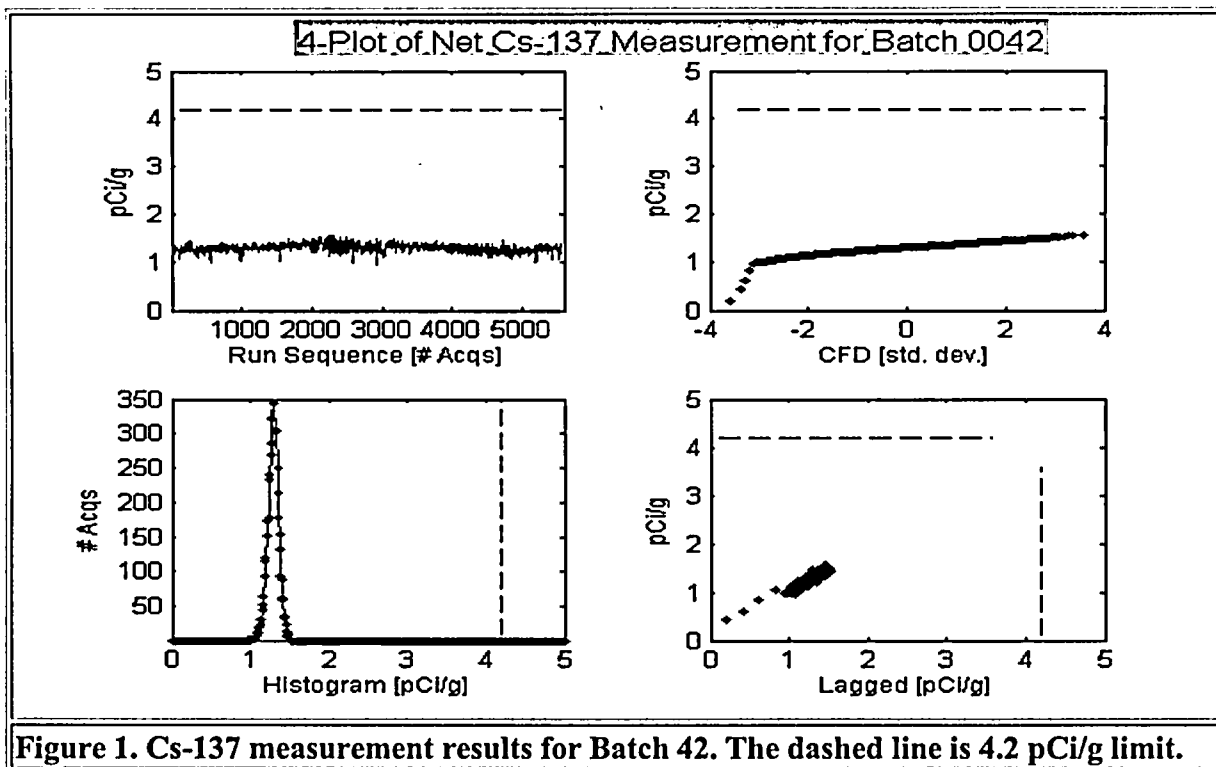 4-Plot of Net Cs-137 Measurement for Batch 0042
5
4
3
2
1
0
pCi/g
1000 2000 3000 4000 5000
Run Sequence [# Acqs]
5
4
3
2
1
0
pCi/g
-4 -2 0 2 4
CFD [std. dev.]
350
300
250
200
150
100
50
# Acqs
0 1 2 3 4 5
Histogram [pCi/g]
5
4
3
2
1
0
pCi/g
0 1 2 3 4 5
Lagged [pCi/g]
Figure 1. Cs-137 measurement results for Batch 42. The dashed line is 4.2 pCi/g limit.